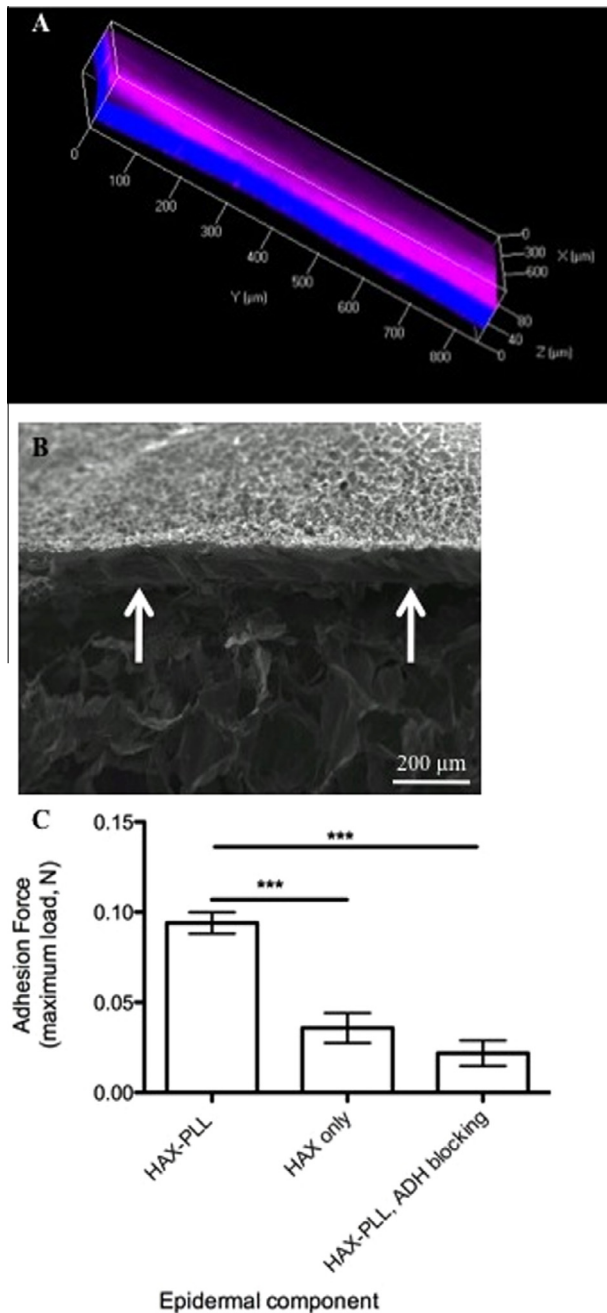 A
0
100
200
300
400
500
600
700
800
Y (µm)
0
300
600
X (µm)
80
40
0
Z (µm)
B
200 µm
C
0.15
0.10
0.05
0.00
Adhesion Force
(maximum load, N)
***
***
HAX-PLL
HAX only
HAX-PLL, ADH blocking
Epidermal component